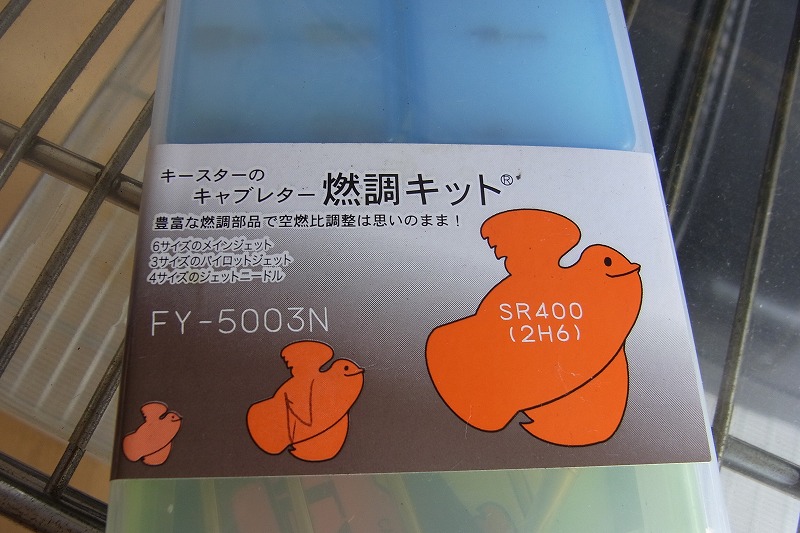 キースターの
キャブレター 燃調キット®
豊富な燃調部品で空燃比調整は思いのまま！
6サイズのメインジェット
3サイズのパイロットジェット
4サイズのジェットニードル
FY-5003N
SR400
(2H6)